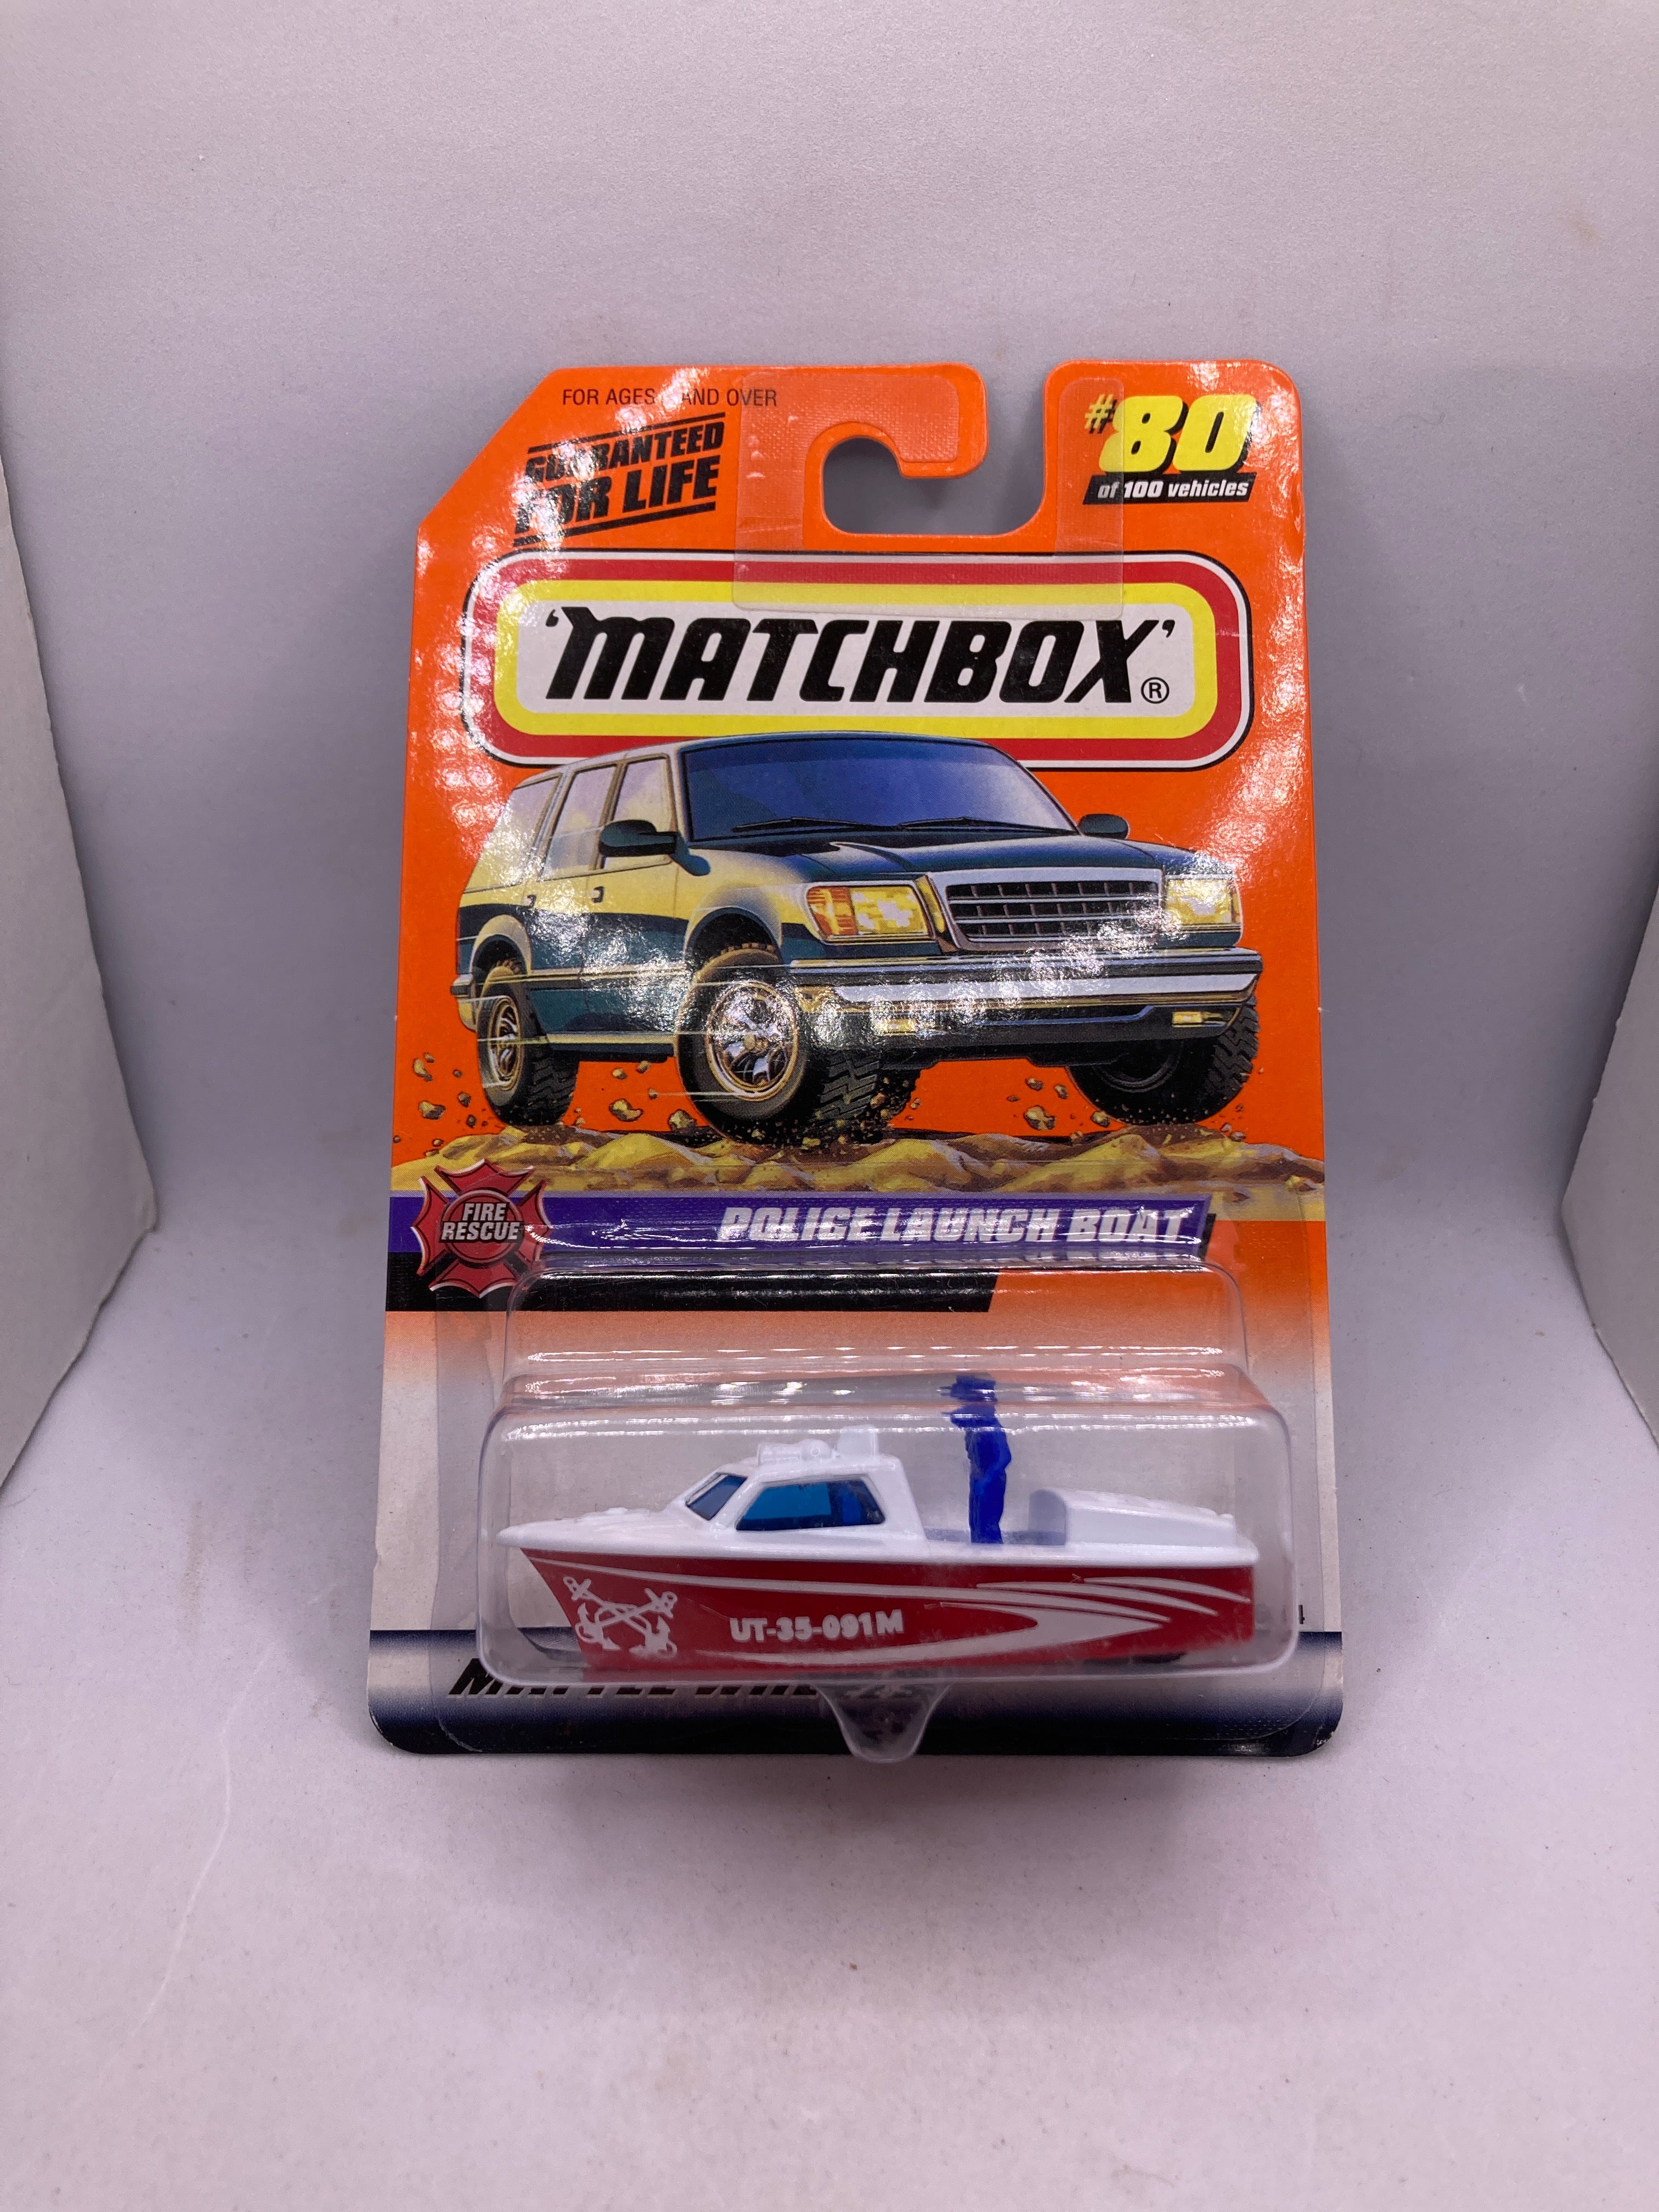 FOR AGES AND OVER
GUARANTEED
FOR LIFE
#80
of 100 vehicles
'MATCHBOX'®
FIRE
RESCUE
POLICE LAUNCH BOAT
UT-35-091M